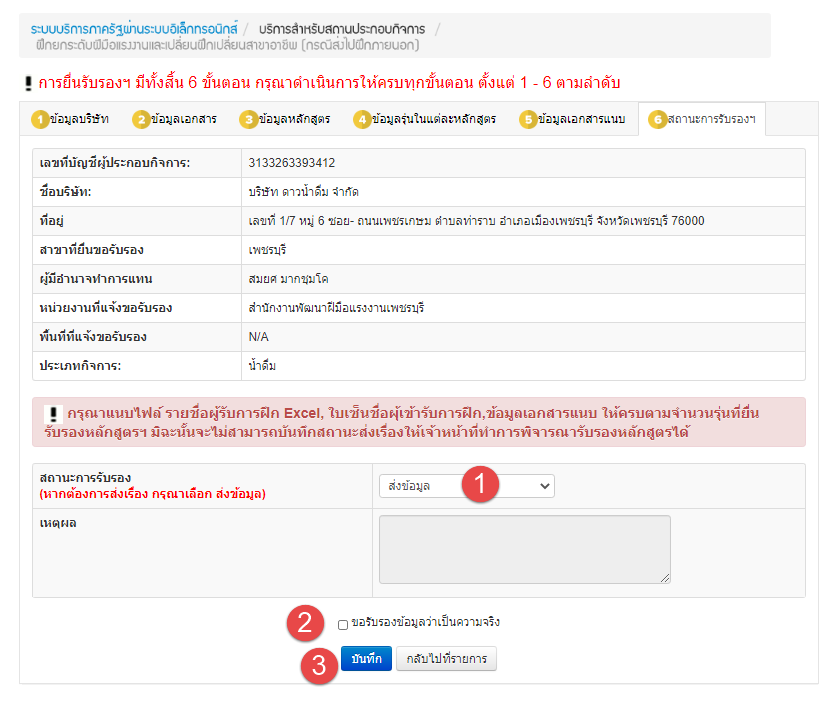 ระบบบริการภาครัฐผ่านระบบอิเล็กทรอนิกส์ / บริการสำหรับสถานประกอบกิจการ /
ฝึกยกระดับฝีมือแรงงานและเปลี่ยนฝึกเปลี่ยนสาขาอาชีพ (กรณีส่งไปฝึกภายนอก)
การยื่นรับรองฯ มีทั้งสิ้น 6 ขั้นตอน กรุณาดำเนินการให้ครบทุกขั้นตอน ตั้งแต่ 1 - 6 ตามลำดับ
1 ข้อมูลบริษัท 2 ข้อมูลเอกสาร 3 ข้อมูลหลักสูตร 4 ข้อมูลรุ่นในแต่ละหลักสูตร 5 ข้อมูลเอกสารแนบ 6 สถานะการรับรองฯ
เลขที่บัญชีผู้ประกอบกิจการ: 3133263393412
ชื่อบริษัท: บริษัท ดาวน้ำดื่ม จำกัด
ที่อยู่ เลขที่ 1/7 หมู่ 6 ซอย- ถนนเพชรเกษม ตำบลท่าราบ อำเภอเมืองเพชรบุรี จังหวัดเพชรบุรี 76000
สาขาที่ยื่นขอรับรอง เพชรบุรี
ผู้มีอำนาจทำการแทน สมยศ มากชุมโค
หน่วยงานที่แจ้งขอรับรอง สำนักงานพัฒนาฝีมือแรงงานเพชรบุรี
พื้นที่ที่แจ้งขอรับรอง N/A
ประเภทกิจการ: น้ำดื่ม
กรุณาแนบไฟล์ รายชื่อผู้รับการฝึก Excel, ใบเซ็นชื่อผู้เข้ารับการฝึก,ข้อมูลเอกสารแนบ ให้ครบตามจำนวนรุ่นที่ยื่น
รับรองหลักสูตรฯ มิฉะนั้นจะไม่สามารถบันทึกสถานะส่งเรื่องให้เจ้าหน้าที่ทำการพิจารณารับรองหลักสูตรได้
สถานะการรับรอง
(หากต้องการส่งเรื่อง กรุณาเลือก ส่งข้อมูล) ส่งข้อมูล 1
เหตุผล
2 ขอรับรองข้อมูลว่าเป็นความจริง
3 บันทึก กลับไปที่รายการ